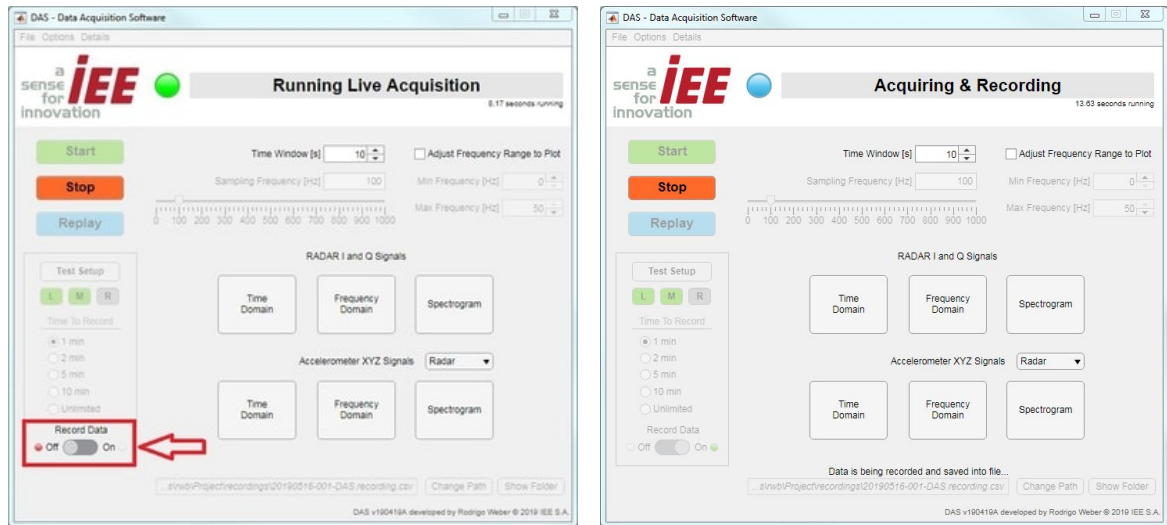 DAS - Data Acquisition Software
File Options Details
a
sense
for
innovation
iEE
Running Live Acquisition
8.17 seconds running
Start
Stop
Replay
Time Window [s] 10
Adjust Frequency Range to Plot
Sampling Frequency [Hz] 100
Min Frequency [Hz] 0
Max Frequency [Hz] 50
0 100 200 300 400 500 600 700 800 900 1000
RADAR I and Q Signals
Test Setup
L M R
Time Domain
Frequency Domain
Spectrogram
Time To Record
1 min
2 min
5 min
10 min
Unlimited
Accelerometer XYZ Signals Radar
Time Domain
Frequency Domain
Spectrogram
Record Data
Off On
...s\rwb\Project\recordings\20190516-001-DAS.recording.csv Change Path Show Folder
DAS v190419A developed by Rodrigo Weber © 2019 IEE S.A.
DAS - Data Acquisition Software
File Options Details
a
sense
for
innovation
iEE
Acquiring & Recording
13.63 seconds running
Start
Stop
Replay
Time Window [s] 10
Adjust Frequency Range to Plot
Sampling Frequency [Hz] 100
Min Frequency [Hz] 0
Max Frequency [Hz] 50
0 100 200 300 400 500 600 700 800 900 1000
RADAR I and Q Signals
Test Setup
L M R
Time Domain
Frequency Domain
Spectrogram
Time To Record
1 min
2 min
5 min
10 min
Unlimited
Accelerometer XYZ Signals Radar
Time Domain
Frequency Domain
Spectrogram
Record Data
Off On
Data is being recorded and saved into file...
...s\rwb\Project\recordings\20190516-001-DAS.recording.csv Change Path Show Folder
DAS v190419A developed by Rodrigo Weber © 2019 IEE S.A.